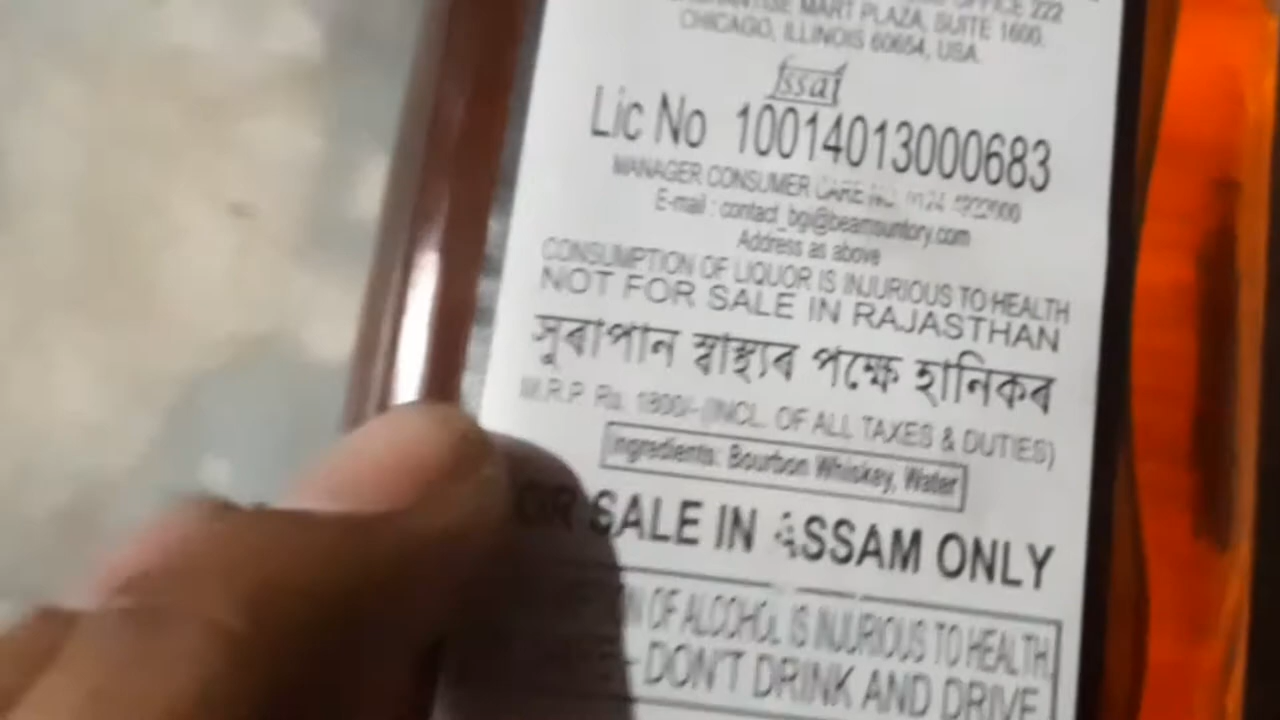 OFFICE 222
MART PLAZA, SUITE 1600,
CHICAGO, ILLINOIS 60654, USA.
fssai
Lic No 10014013000683
MANAGER CONSUMER CARE
E-mail : contact_bgi@beamsuntory.com
Address as above
CONSUMPTION OF LIQUOR IS INJURIOUS TO HEALTH
NOT FOR SALE IN RAJASTHAN
সুৰাপান স্বাস্থ্যৰ পক্ষে হানিকৰ
M.R.P Rs. 1800/-(INCL. OF ALL TAXES & DUTIES)
Ingredients: Bourbon Whiskey, Water
SALE IN ASSAM ONLY
OF ALCOHOL IS INJURIOUS TO HEALTH,
- DON'T DRINK AND DRIVE